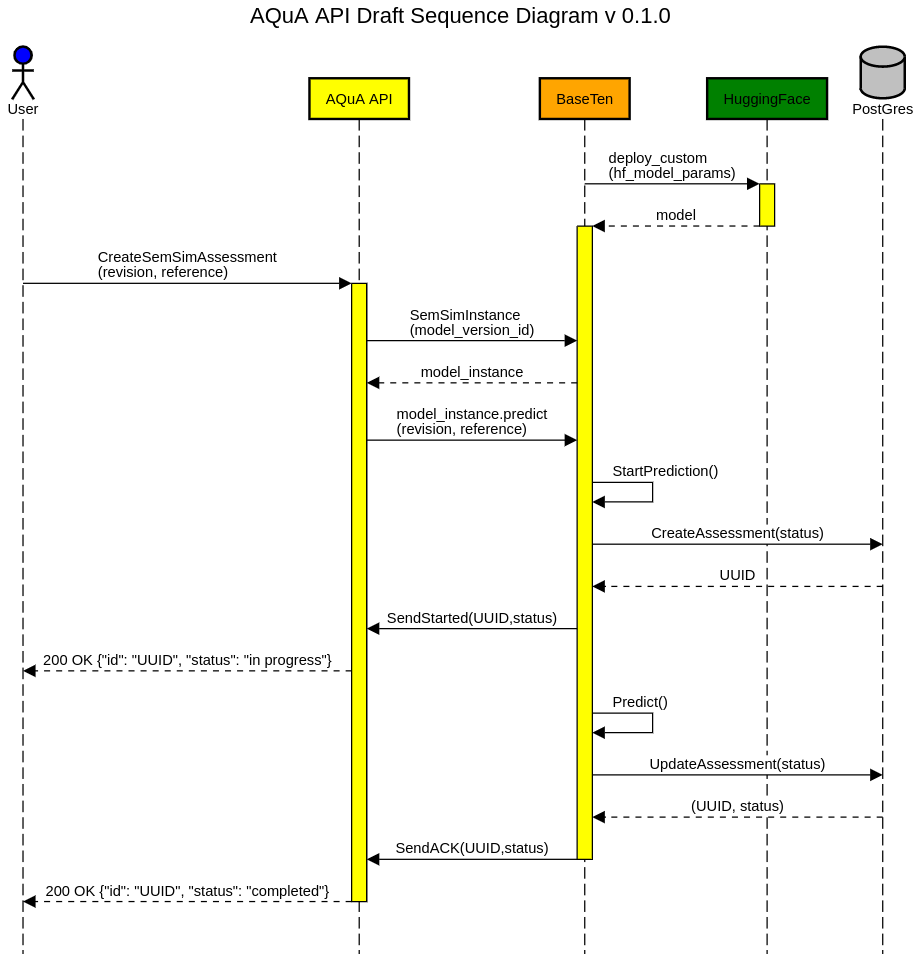 AQuA API Draft Sequence Diagram v 0.1.0
User
AQuA API
BaseTen
HuggingFace
PostGres
deploy_custom
(hf_model_params)
model
CreateSemSimAssessment
(revision, reference)
SemSimInstance
(model_version_id)
model_instance
model_instance.predict
(revision, reference)
StartPrediction()
CreateAssessment(status)
UUID
SendStarted(UUID,status)
200 OK {"id": "UUID", "status": "in progress"}
Predict()
UpdateAssessment(status)
(UUID, status)
SendACK(UUID,status)
200 OK {"id": "UUID", "status": "completed"}